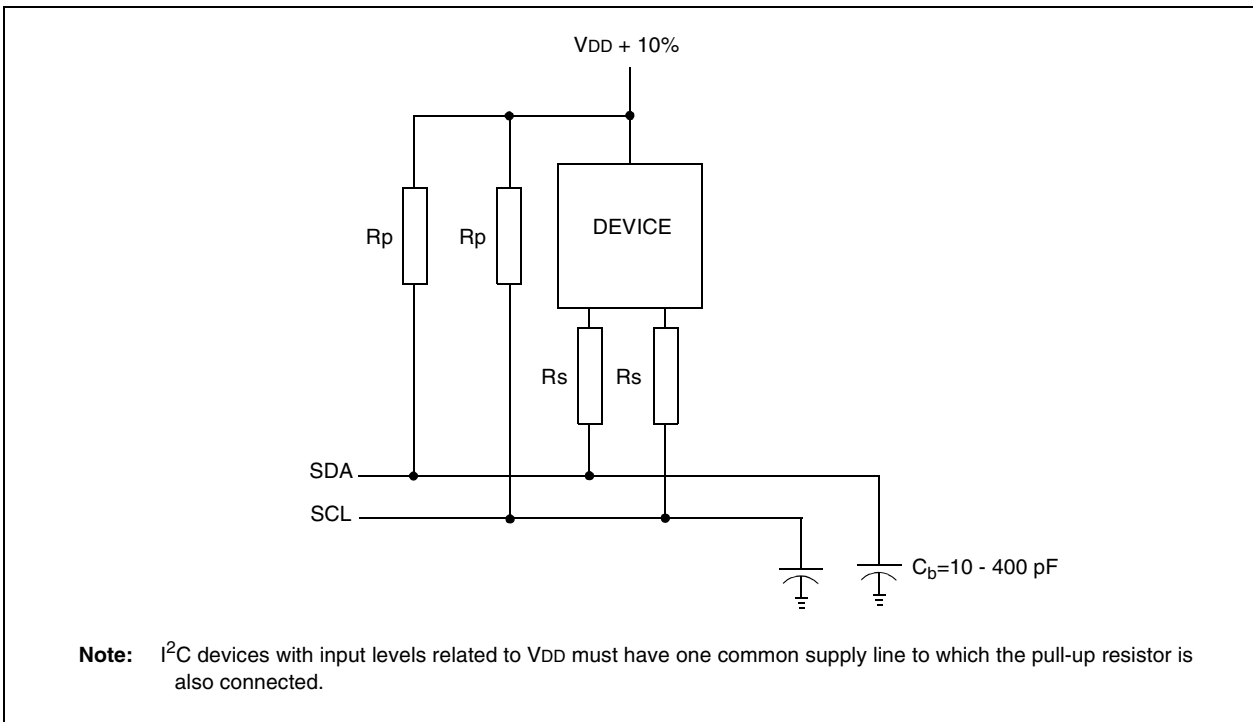 VDD + 10%
Rp
Rp
DEVICE
Rs
Rs
SDA
SCL
Cb=10 - 400 pF
Note: I2C devices with input levels related to VDD must have one common supply line to which the pull-up resistor is
also connected.